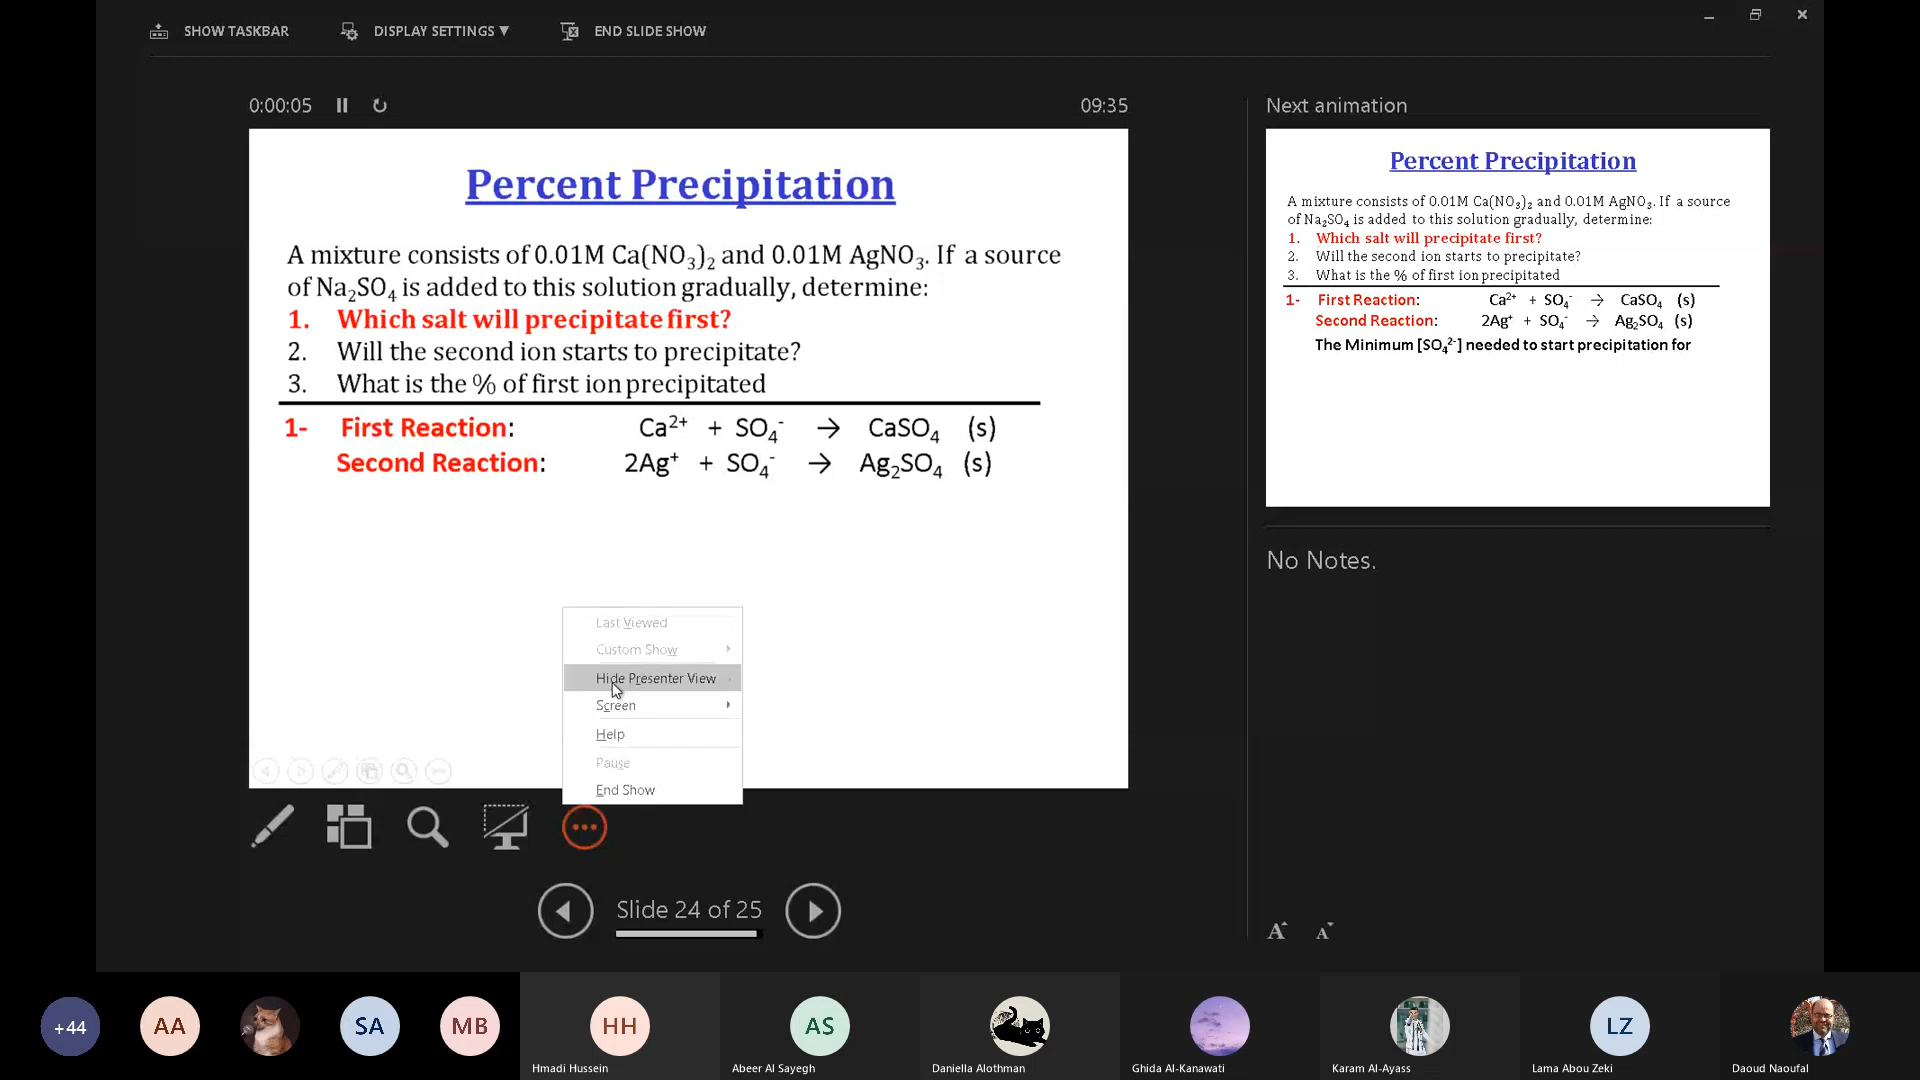 SHOW TASKBAR
DISPLAY SETTINGS ▼
END SLIDE SHOW
0:00:05
09:35
Percent Precipitation
A mixture consists of 0.01M Ca(NO₃)₂ and 0.01M AgNO₃. If a source
of Na₂SO₄ is added to this solution gradually, determine:
1. Which salt will precipitate first?
2. Will the second ion starts to precipitate?
3. What is the % of first ion precipitated
1- First Reaction: Ca²⁺ + SO₄⁻ → CaSO₄ (s)
Second Reaction: 2Ag⁺ + SO₄⁻ → Ag₂SO₄ (s)
Last Viewed
Custom Show
Hide Presenter View
Screen
Help
Pause
End Show
Slide 24 of 25
Next animation
Percent Precipitation
A mixture consists of 0.01M Ca(NO₃)₂ and 0.01M AgNO₃. If a source
of Na₂SO₄ is added to this solution gradually, determine:
1. Which salt will precipitate first?
2. Will the second ion starts to precipitate?
3. What is the % of first ion precipitated
1- First Reaction: Ca²⁺ + SO₄⁻ → CaSO₄ (s)
Second Reaction: 2Ag⁺ + SO₄⁻ → Ag₂SO₄ (s)
The Minimum [SO₄²⁻] needed to start precipitation for
No Notes.
A A
+44
AA
SA
MB
HH
AS
LZ
Hmadi Hussein
Abeer Al Sayegh
Daniella Alothman
Ghida Al-Kanawati
Karam Al-Ayass
Lama Abou Zeki
Daoud Naoufal